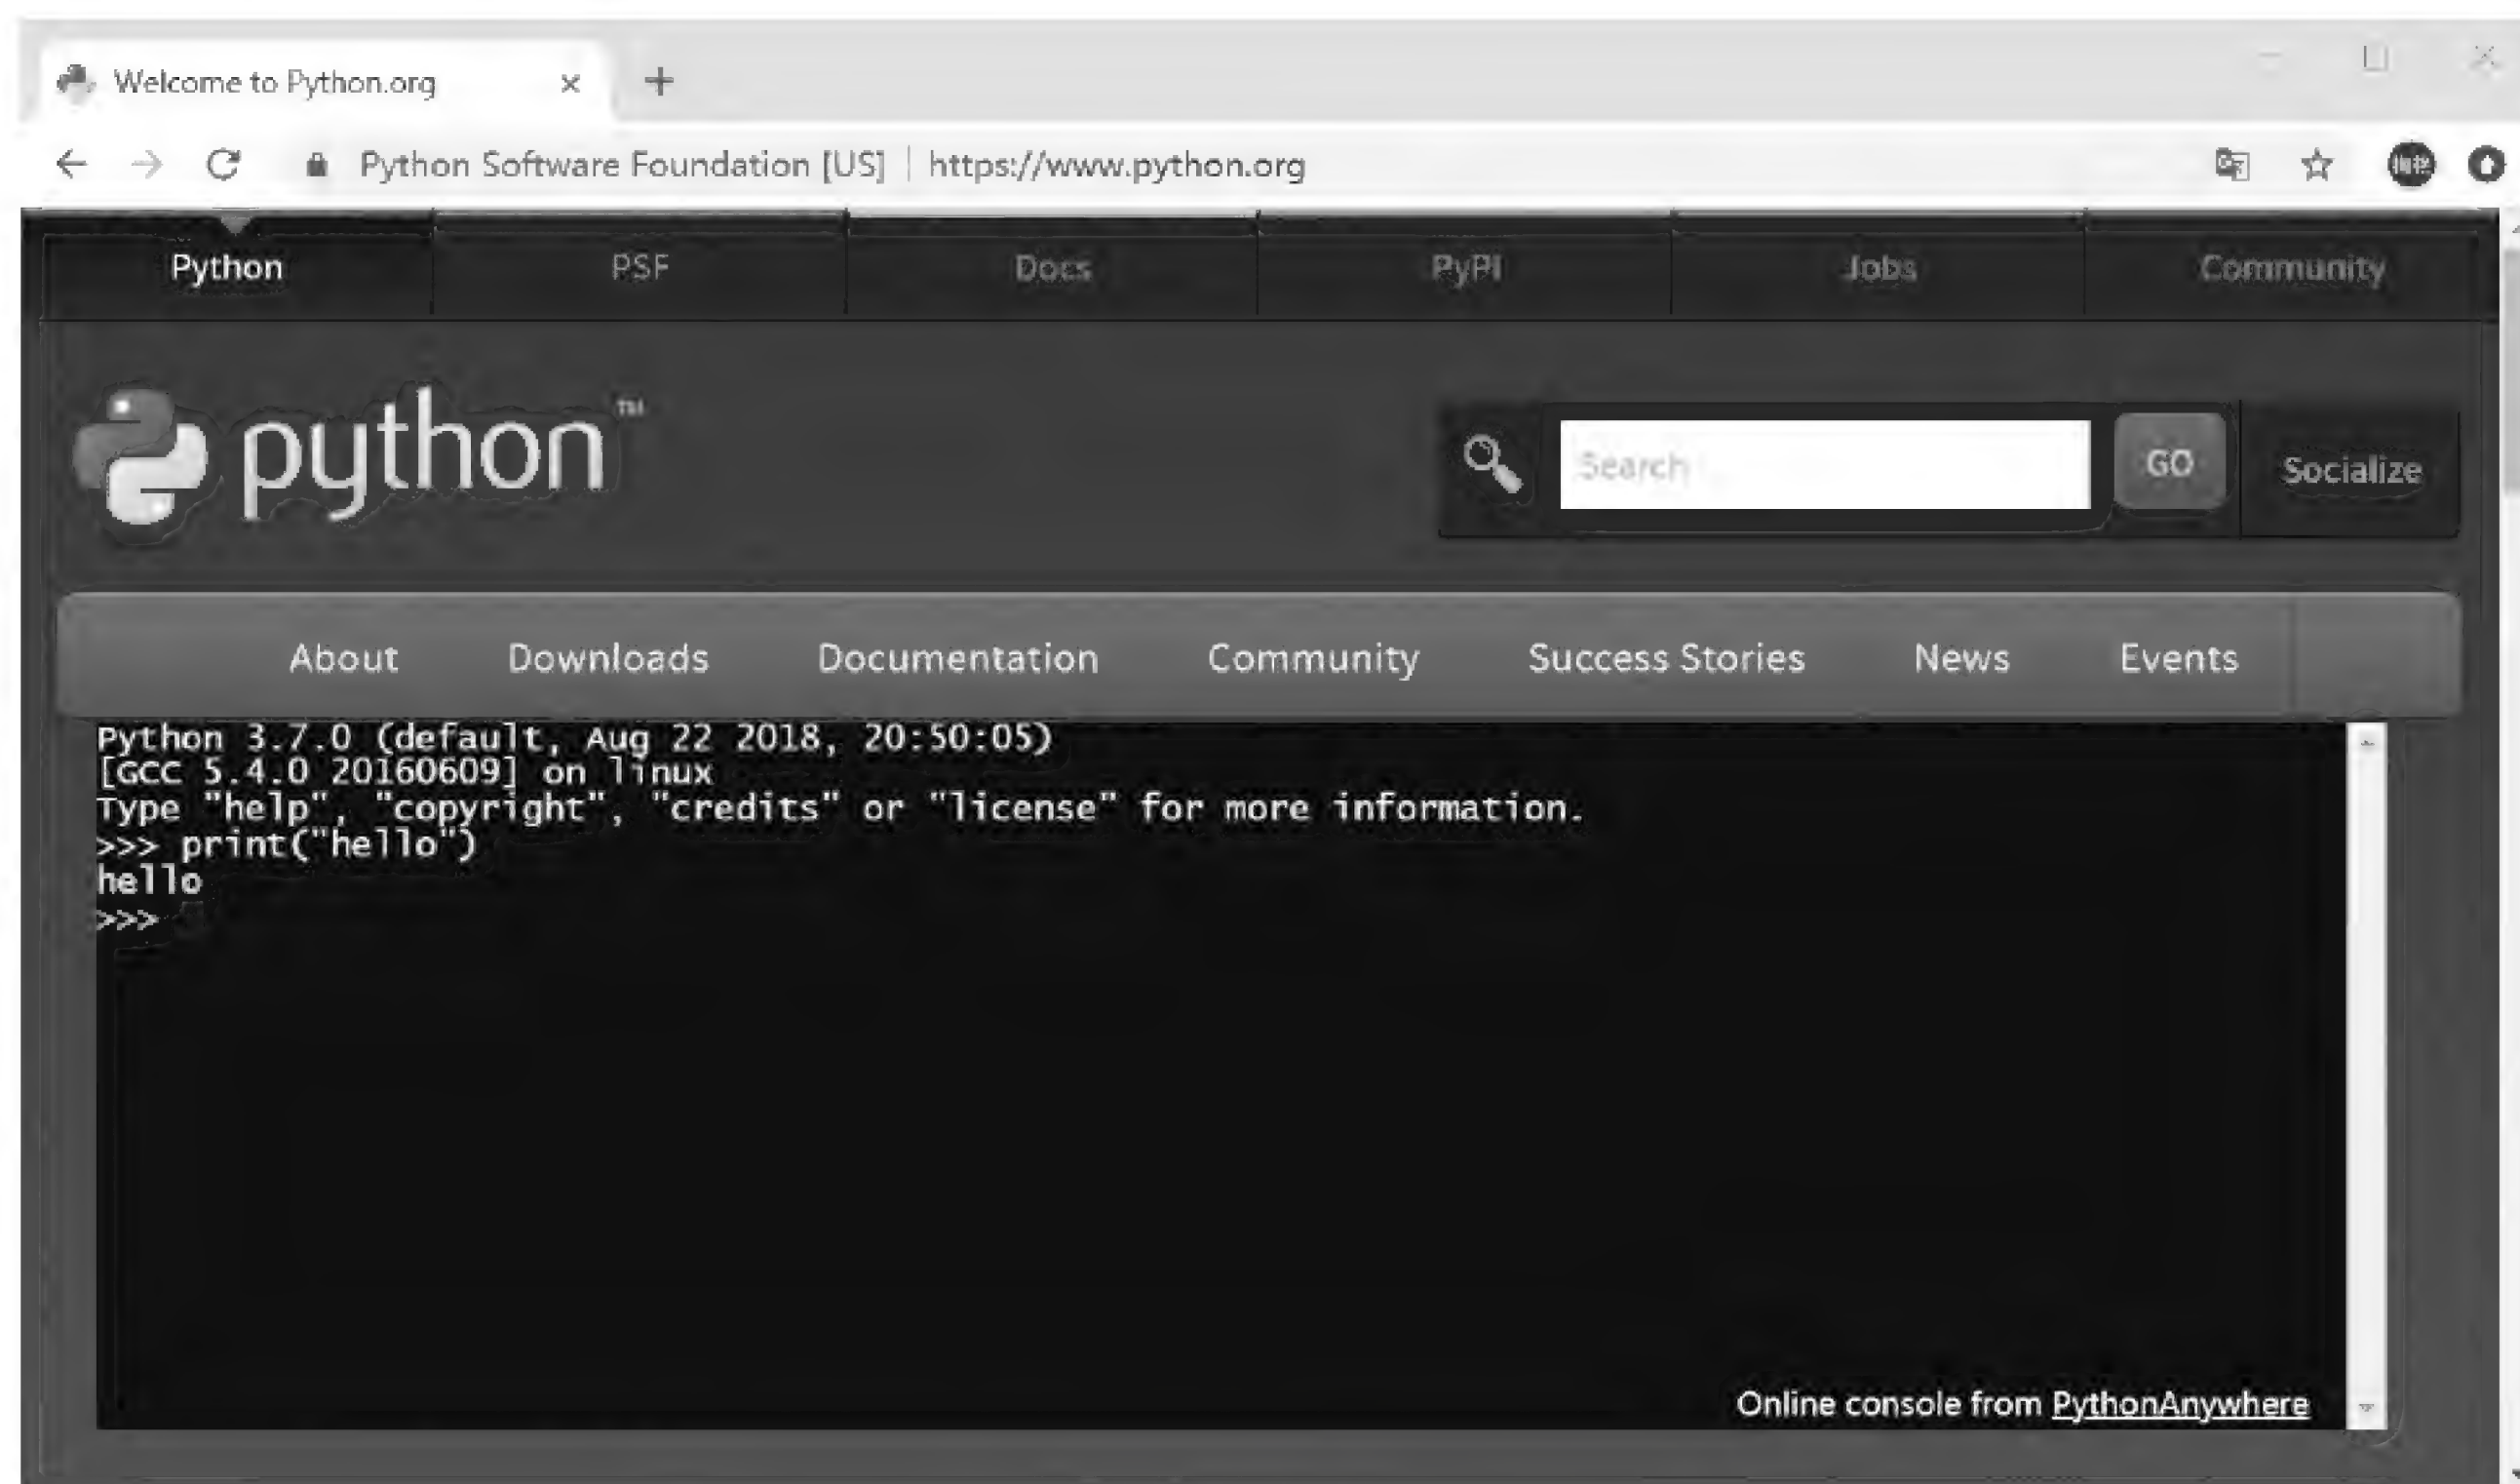 Welcome to Python.org
Python Software Foundation [US] | https://www.python.org
Python PSF Docs PyPI Jobs Community
python™
Search GO Socialize
About Downloads Documentation Community Success Stories News Events
Python 3.7.0 (default, Aug 22 2018, 20:50:05)
[GCC 5.4.0 20160609] on linux
Type "help", "copyright", "credits" or "license" for more information.
>>> print("hello")
hello
>>>
Online console from PythonAnywhere